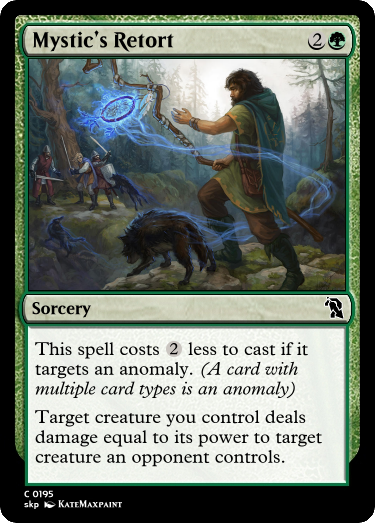 Mystic's Retort 2
Sorcery
This spell costs 2 less to cast if it
targets an anomaly. (A card with
multiple card types is an anomaly)
Target creature you control deals
damage equal to its power to target
creature an opponent controls.
C 0195
skp KateMaxpaint